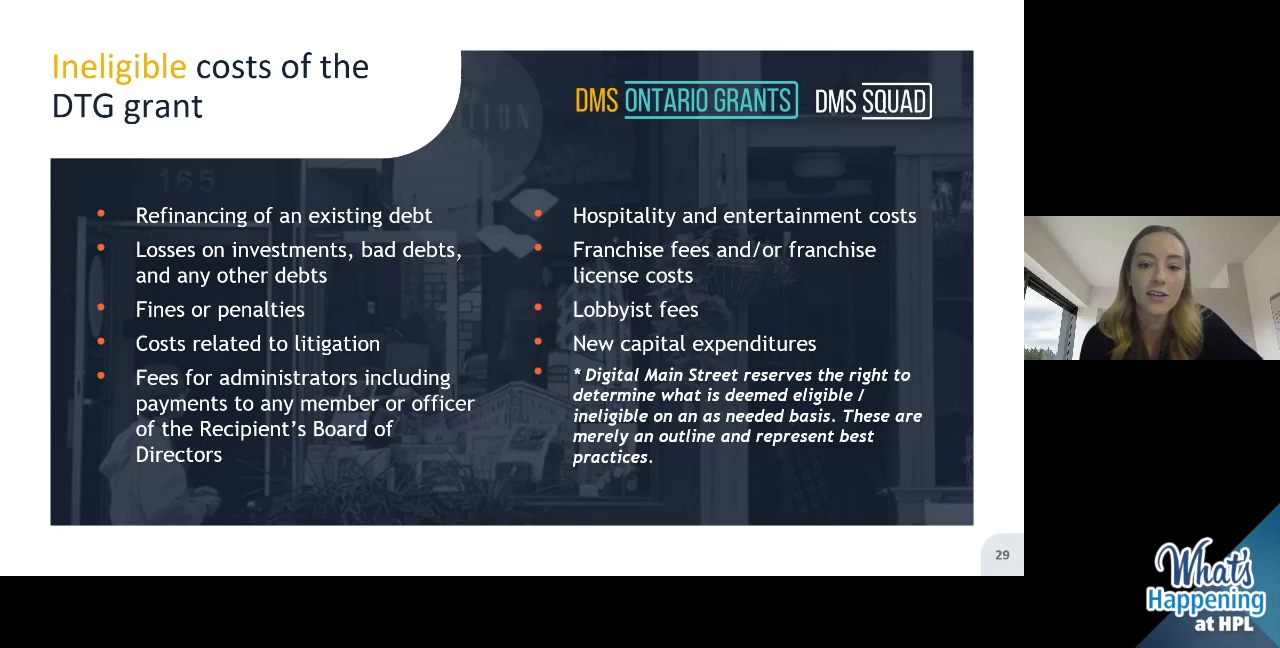 Ineligible costs of the
DTG grant
DMS ONTARIO GRANTS
DMS SQUAD
165
Refinancing of an existing debt
Losses on investments, bad debts,
and any other debts
Fines or penalties
Costs related to litigation
Fees for administrators including
payments to any member or officer
of the Recipient’s Board of
Directors
Hospitality and entertainment costs
Franchise fees and/or franchise
license costs
Lobbyist fees
New capital expenditures
* Digital Main Street reserves the right to
determine what is deemed eligible /
ineligible on an as needed basis. These are
merely an outline and represent best
practices.
29
What's
Happening
at HPL